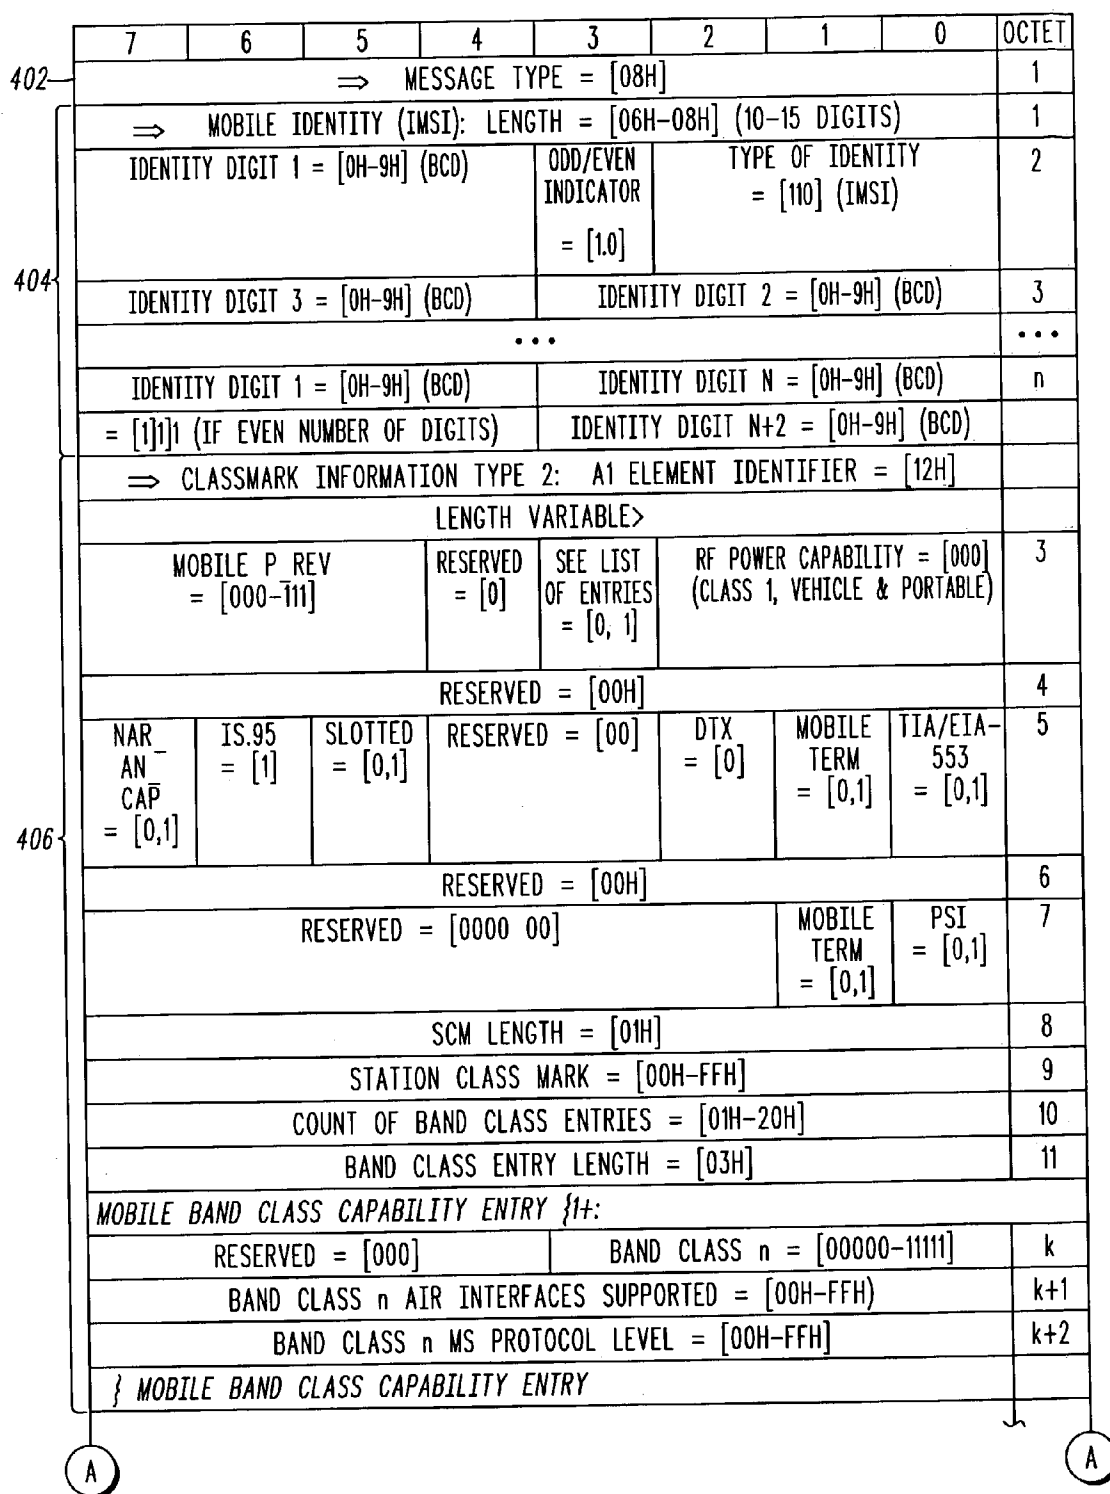 7 6 5 4 3 2 1 0 OCTET
402 ⇒ MESSAGE TYPE = [08H] 1
⇒ MOBILE IDENTITY (IMSI): LENGTH = [06H-08H] (10-15 DIGITS) 1
IDENTITY DIGIT 1 = [0H-9H] (BCD) ODD/EVEN TYPE OF IDENTITY 2
INDICATOR = [110] (IMSI)
= [1.0]
404
IDENTITY DIGIT 3 = [0H-9H] (BCD) IDENTITY DIGIT 2 = [0H-9H] (BCD) 3
••• •••
IDENTITY DIGIT 1 = [0H-9H] (BCD) IDENTITY DIGIT N = [0H-9H] (BCD) n
= [1]1]1 (IF EVEN NUMBER OF DIGITS) IDENTITY DIGIT N+2 = [0H-9H] (BCD)
⇒ CLASSMARK INFORMATION TYPE 2: A1 ELEMENT IDENTIFIER = [12H]
LENGTH VARIABLE>
MOBILE P_REV RESERVED SEE LIST RF POWER CAPABILITY = [000] 3
= [000-111] = [0] OF ENTRIES (CLASS 1, VEHICLE & PORTABLE)
= [0, 1]
RESERVED = [00H] 4
NAR_ IS.95 SLOTTED RESERVED = [00] DTX MOBILE TIA/EIA- 5
AN_ = [1] = [0,1] = [0] TERM 553
CAP = [0,1] = [0,1]
= [0,1]
406
RESERVED = [00H] 6
RESERVED = [0000 00] MOBILE PSI 7
TERM = [0,1]
= [0,1]
SCM LENGTH = [01H] 8
STATION CLASS MARK = [00H-FFH] 9
COUNT OF BAND CLASS ENTRIES = [01H-20H] 10
BAND CLASS ENTRY LENGTH = [03H] 11
MOBILE BAND CLASS CAPABILITY ENTRY {1+:
RESERVED = [000] BAND CLASS n = [00000-11111] k
BAND CLASS n AIR INTERFACES SUPPORTED = [00H-FFH) k+1
BAND CLASS n MS PROTOCOL LEVEL = [00H-FFH] k+2
} MOBILE BAND CLASS CAPABILITY ENTRY
A A